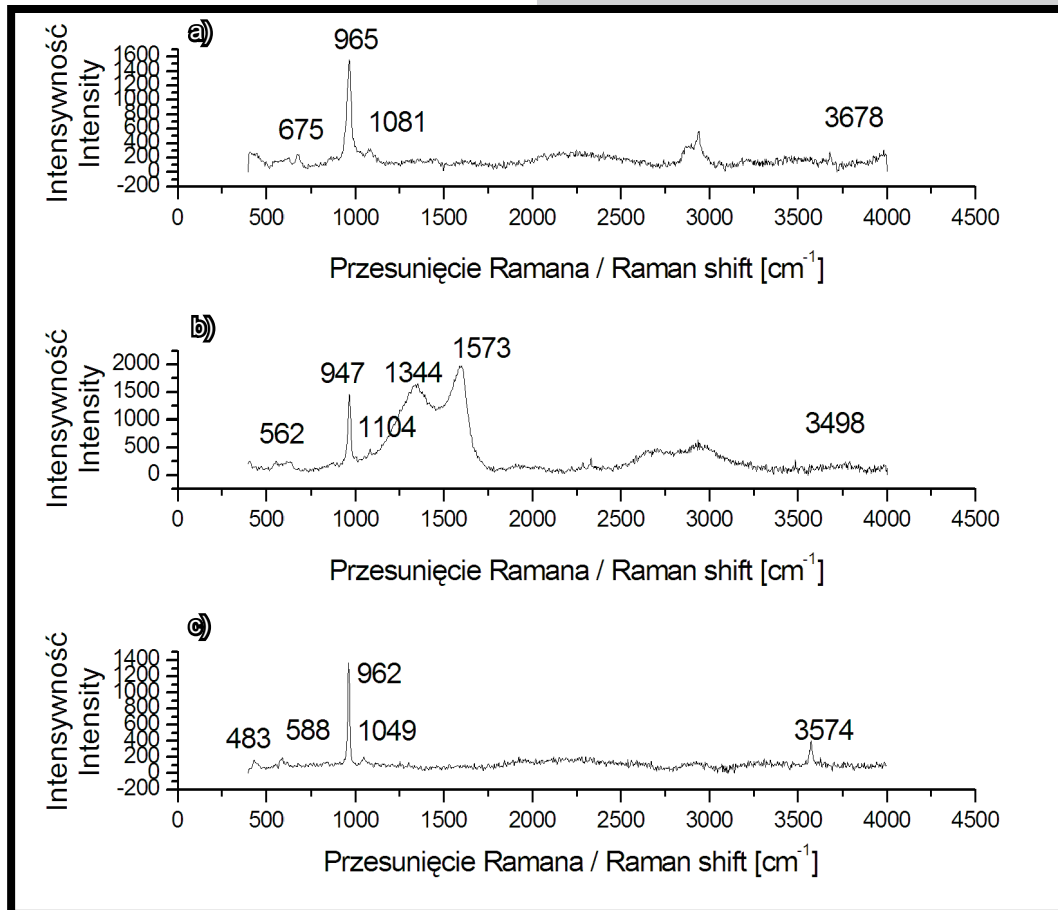 a)
Intensywność
Intensity
1600
1400
1200
1000
800
600
400
200
0
-200
965
675
1081
3678
0 500 1000 1500 2000 2500 3000 3500 4000 4500
Przesunięcie Ramana / Raman shift [cm-1]
b)
Intensywność
Intensity
2000
1500
1000
500
0
1573
947
1344
562
1104
3498
0 500 1000 1500 2000 2500 3000 3500 4000 4500
Przesunięcie Ramana / Raman shift [cm-1]
c)
Intensywność
Intensity
1400
1200
1000
800
600
400
200
0
-200
962
483
588
1049
3574
0 500 1000 1500 2000 2500 3000 3500 4000 4500
Przesunięcie Ramana / Raman shift [cm-1]